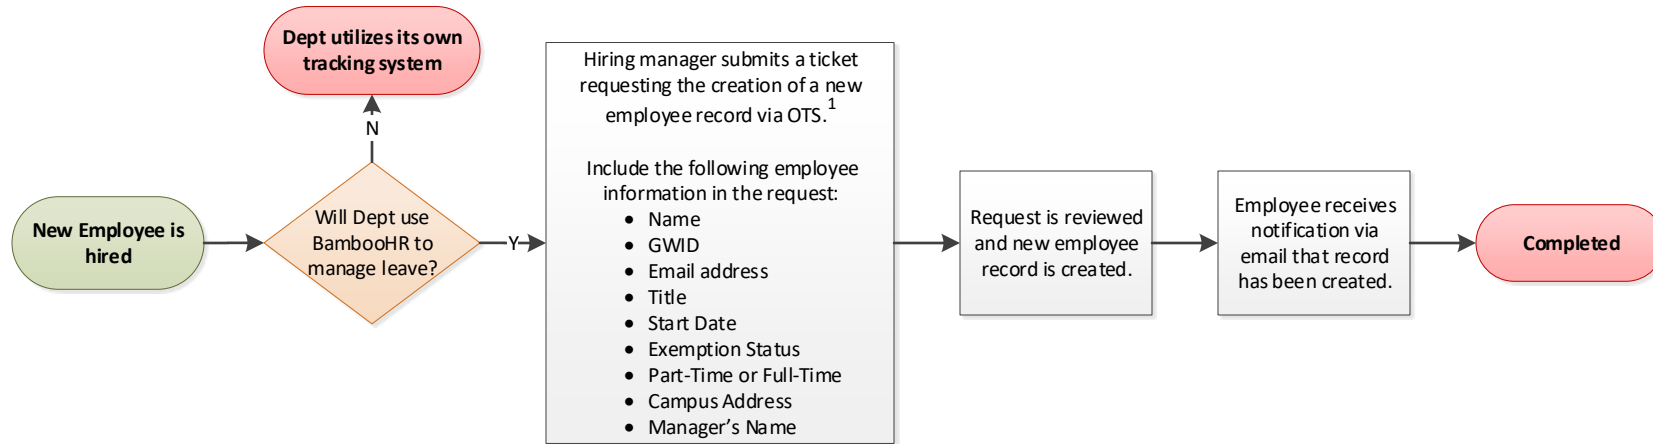 Dept utilizes its own
tracking system
N
New Employee is
hired
Will Dept use
BambooHR to
manage leave?
Y
Hiring manager submits a ticket
requesting the creation of a new
employee record via OTS.1
Include the following employee
information in the request:
• Name
• GWID
• Email address
• Title
• Start Date
• Exemption Status
• Part-Time or Full-Time
• Campus Address
• Manager's Name
Request is reviewed
and new employee
record is created.
Employee receives
notification via
email that record
has been created.
Completed